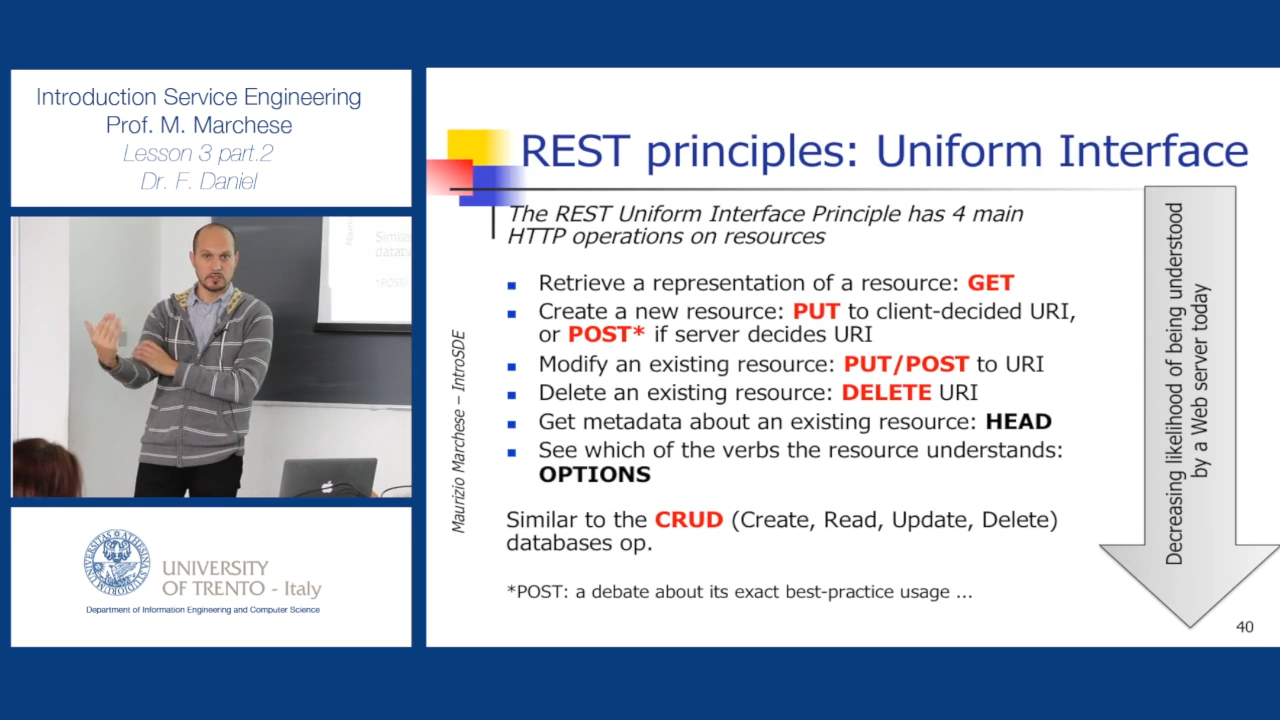 Introduction Service Engineering
Prof. M. Marchese
Lesson 3 part.2
Dr. F. Daniel
UNIVERSITY
OF TRENTO - Italy
Department of Information Engineering and Computer Science
REST principles: Uniform Interface
The REST Uniform Interface Principle has 4 main
HTTP operations on resources
Retrieve a representation of a resource: GET
Create a new resource: PUT to client-decided URI,
or POST* if server decides URI
Modify an existing resource: PUT/POST to URI
Delete an existing resource: DELETE URI
Get metadata about an existing resource: HEAD
See which of the verbs the resource understands:
OPTIONS
Similar to the CRUD (Create, Read, Update, Delete)
databases op.
*POST: a debate about its exact best-practice usage ...
Maurizio Marchese – IntroSDE
Decreasing likelihood of being understood
by a Web server today
40